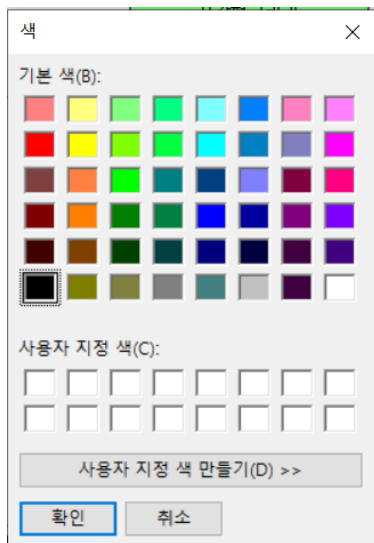 색
기본 색(B):
사용자 지정 색(C):
사용자 지정 색 만들기(D) >>
확인
취소